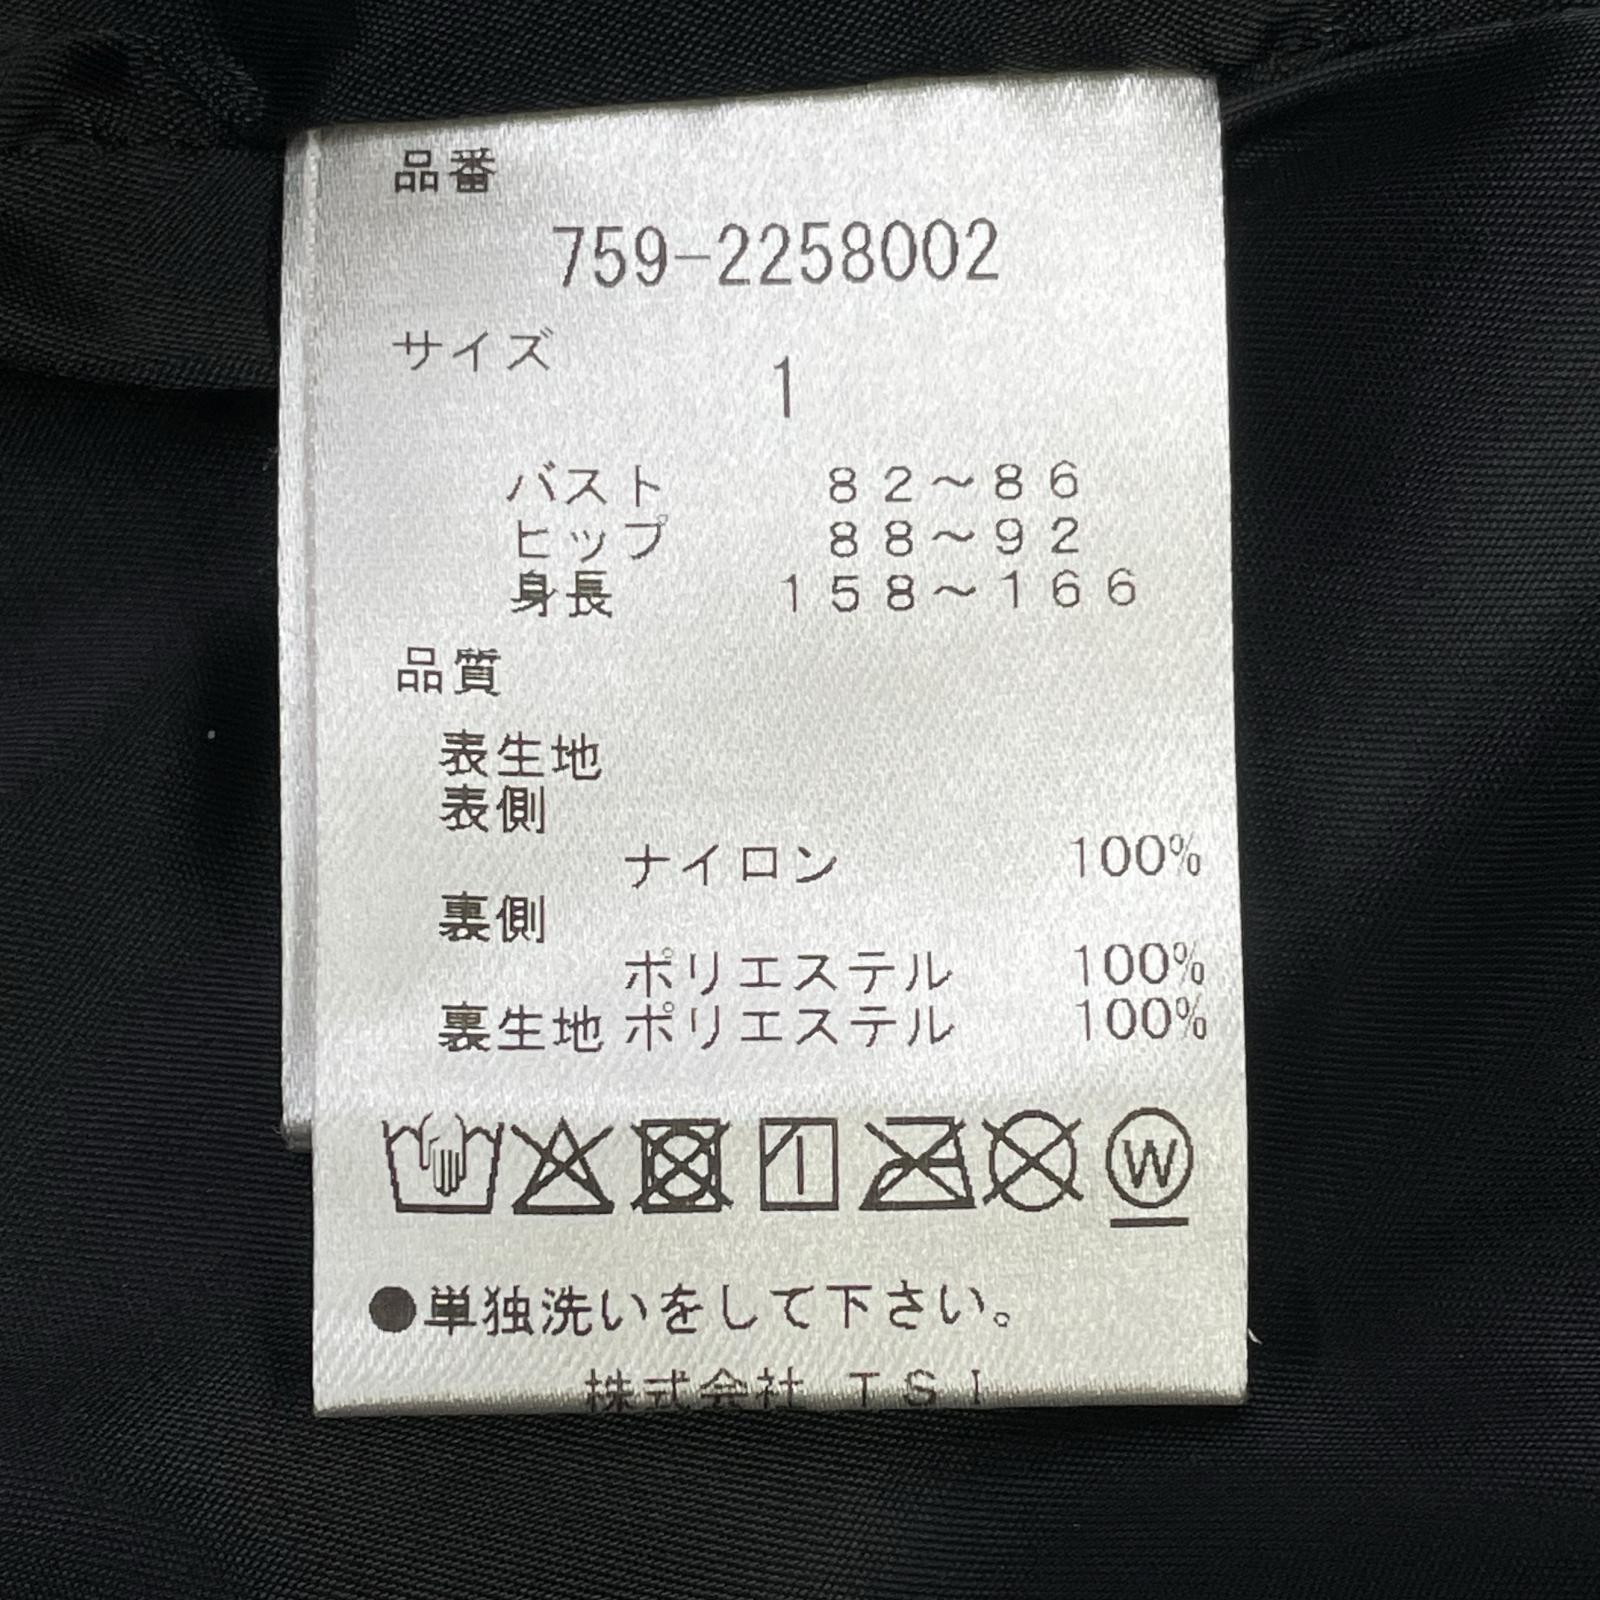 品番
759-2258002
サイズ
1
バスト 82～86
ヒップ 88～92
身長 158～166
品質
表生地
表側
ナイロン 100%
裏側
ポリエステル 100%
裏生地 ポリエステル 100%
W
●単独洗いをして下さい。
株式会社 TSI